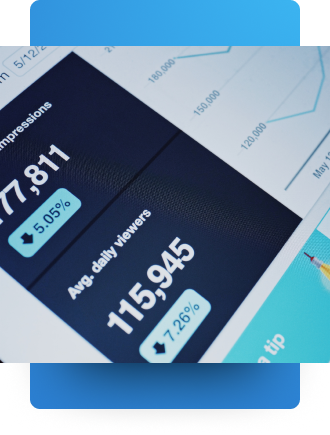 5/12/2
Impressions
77,811
5.05%
Avg. daily viewers
115,945
7.26%
180,000
150,000
120,000
May 1
a tip